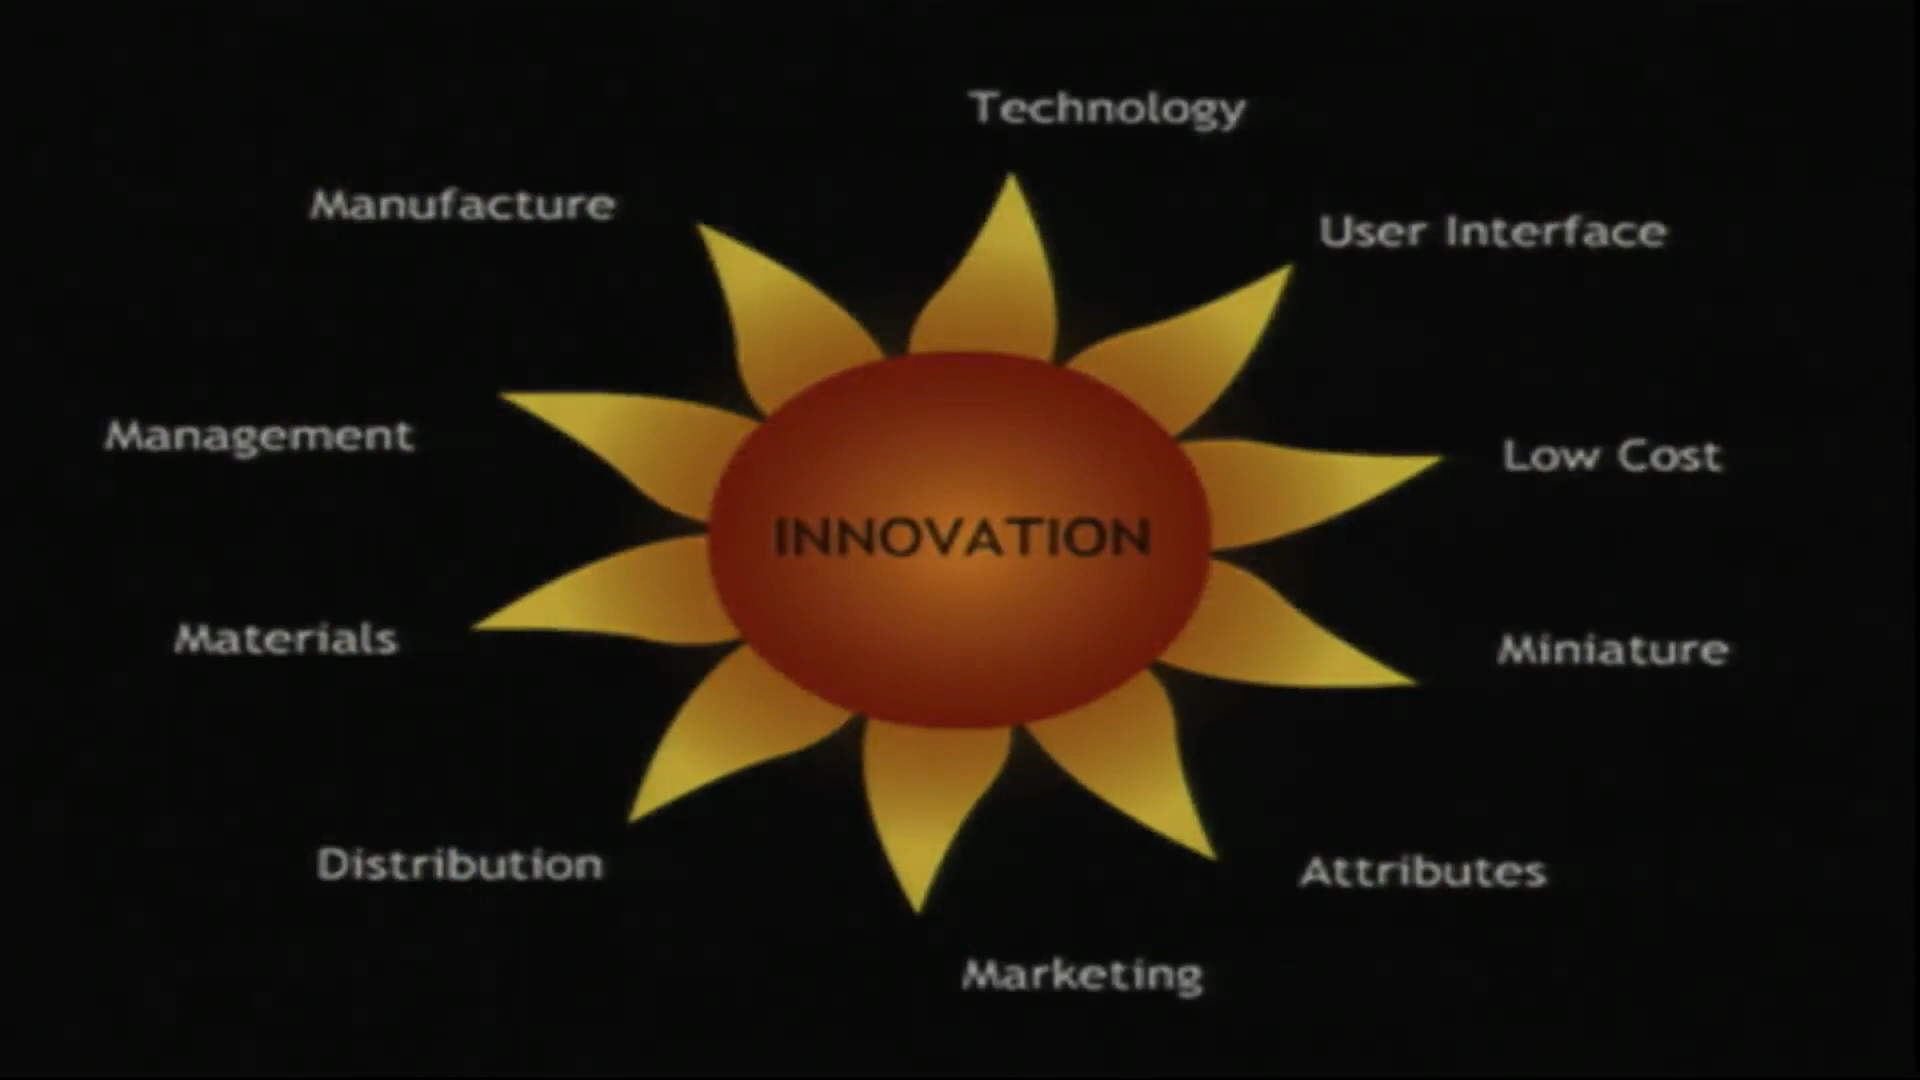 Technology
Manufacture
User Interface
Management
Low Cost
INNOVATION
Materials
Miniature
Distribution
Attributes
Marketing